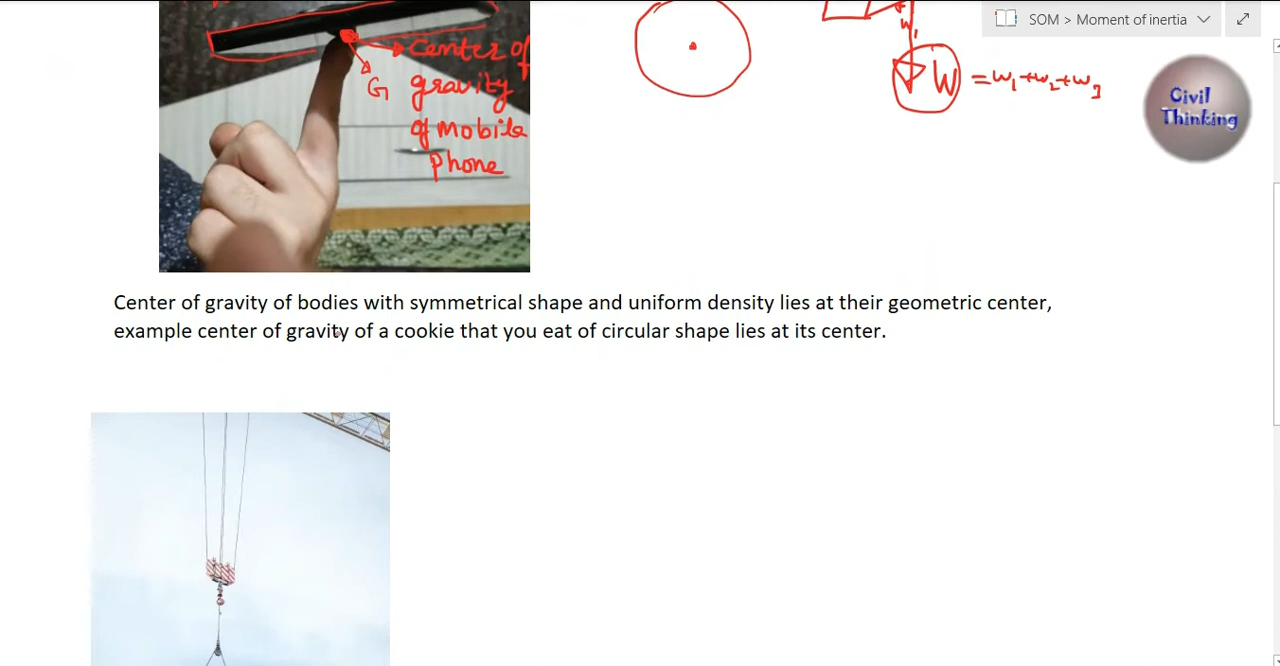 SOM > Moment of inertia
Center of
G gravity
of mobile
phone
W = w1+w2+w3
Civil
Thinking
Center of gravity of bodies with symmetrical shape and uniform density lies at their geometric center,
example center of gravity of a cookie that you eat of circular shape lies at its center.